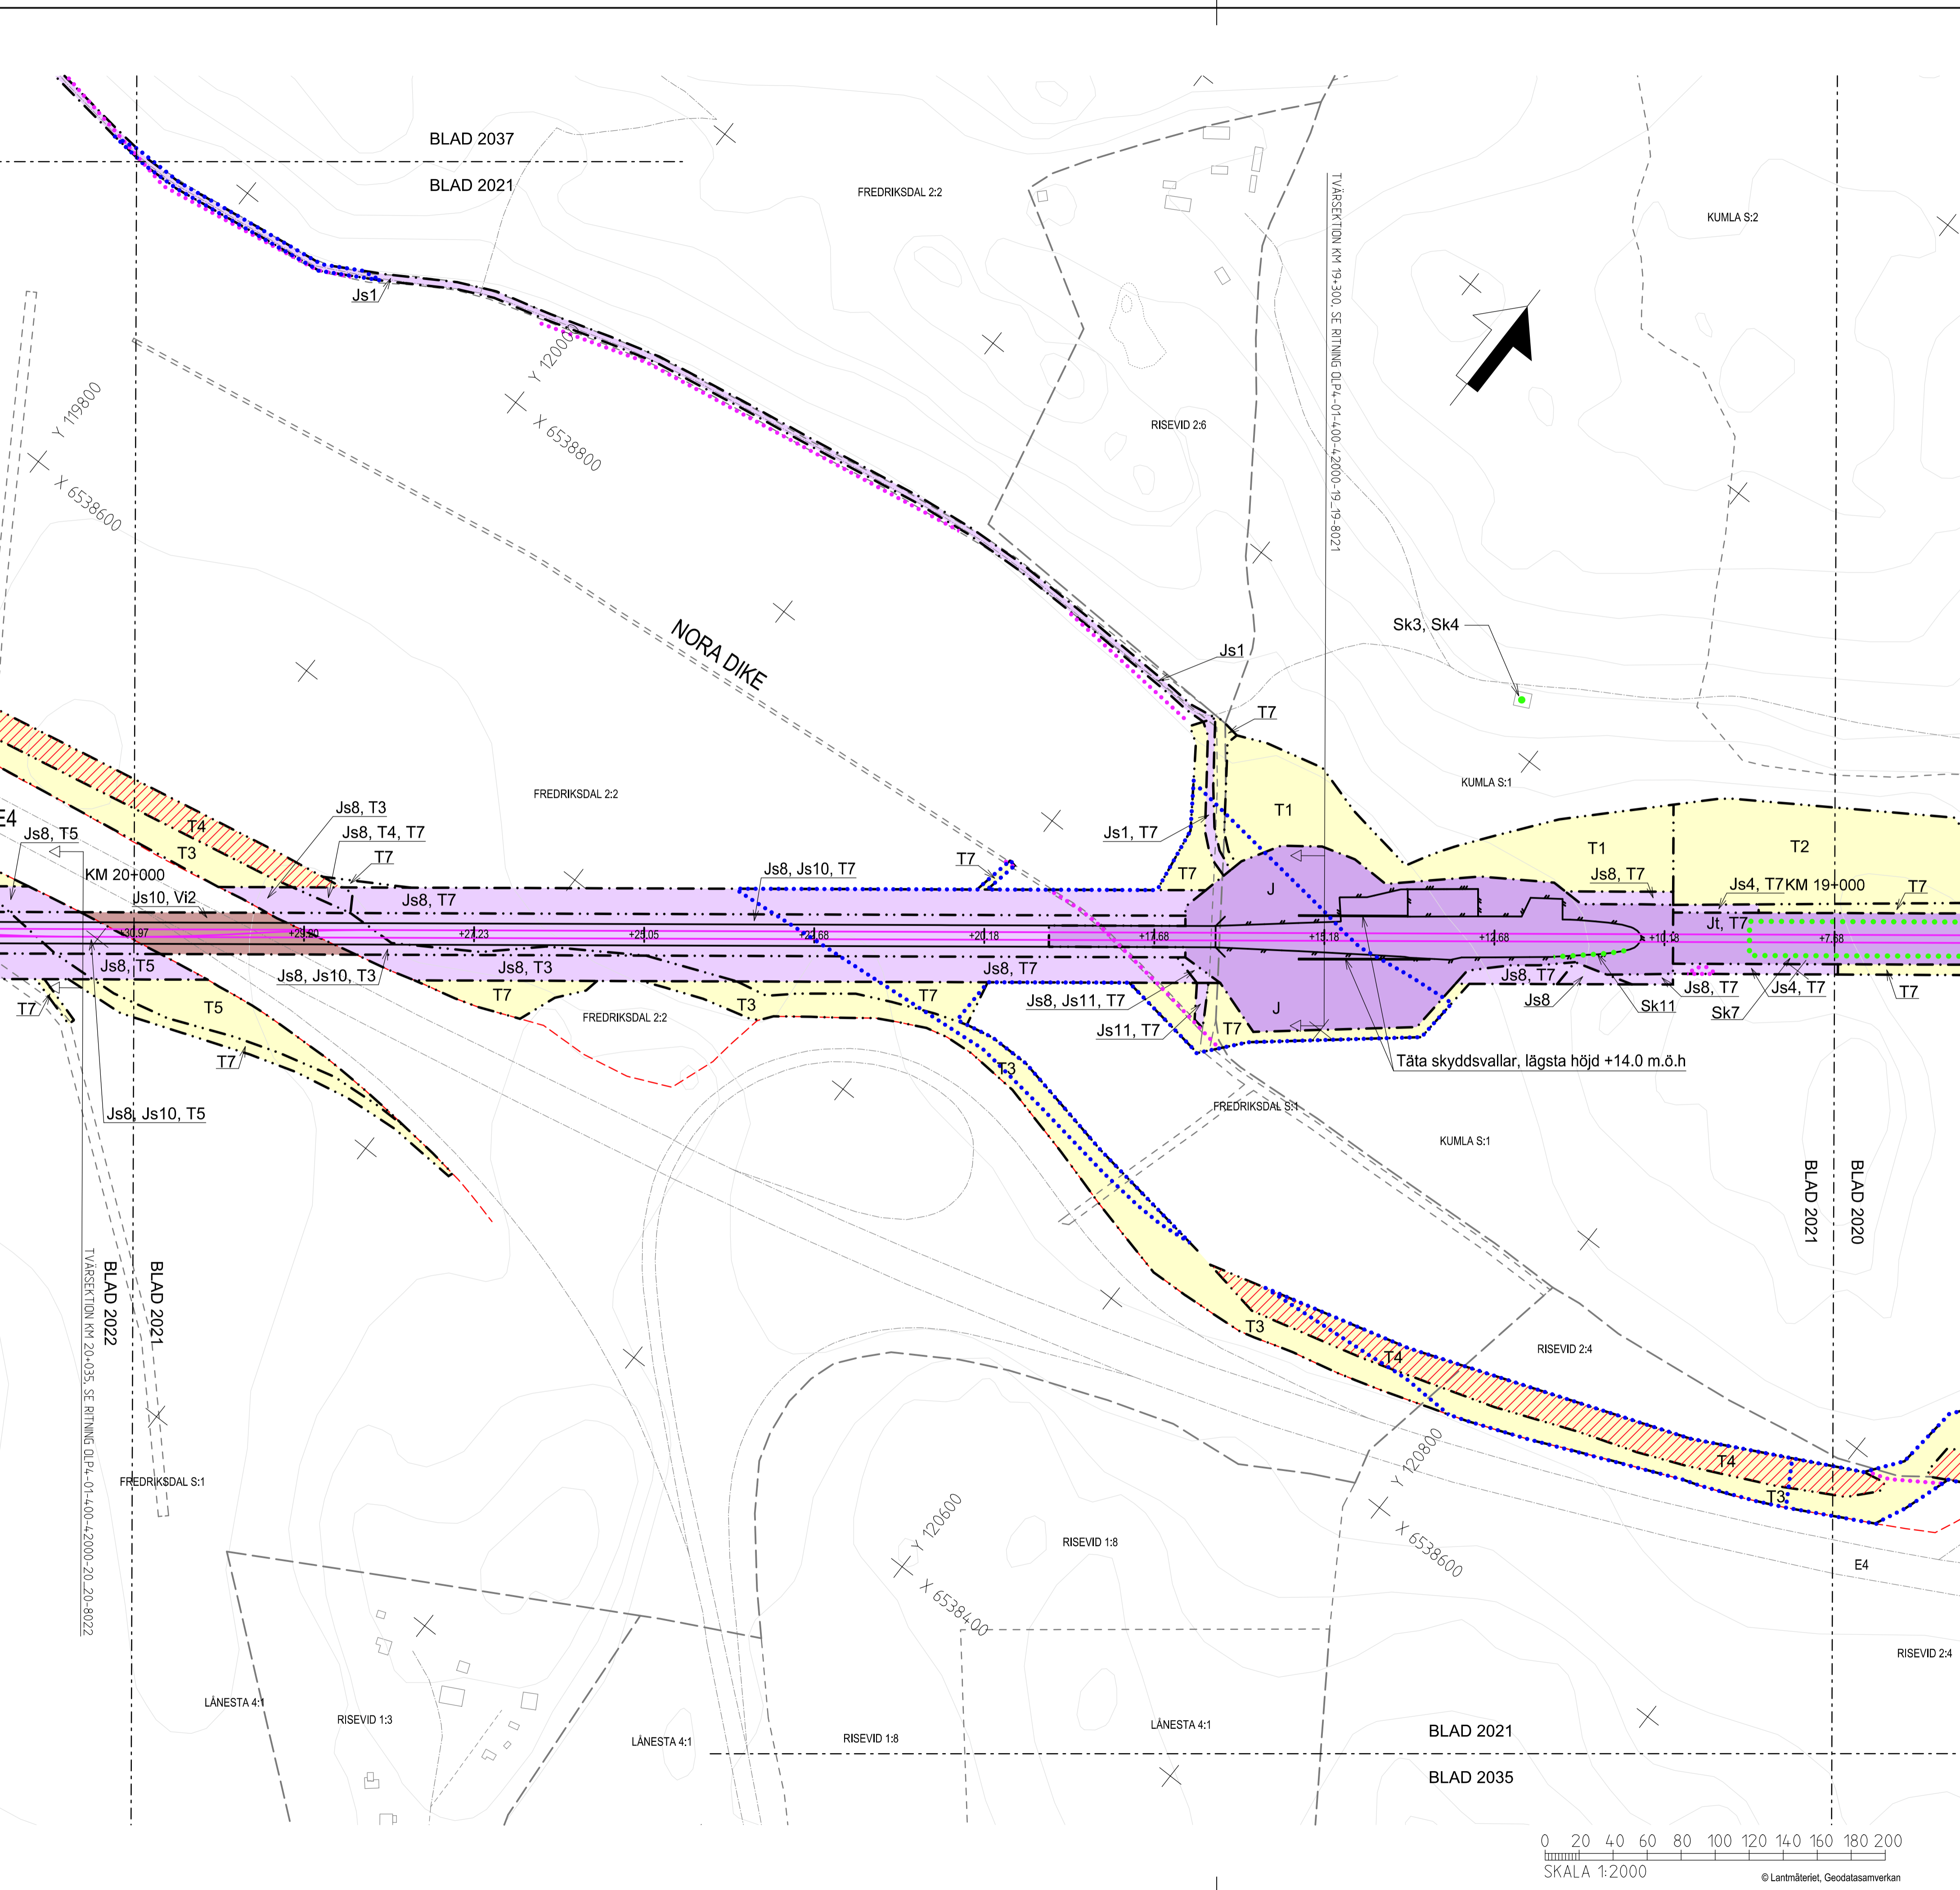 BLAD 2037
BLAD 2021
FREDRIKSDAL 2:2
KUMLA S:2
TVÄRSEKTION KM 19+300, SE RITNING OLP4-01-400-42000-19_19-8021
Js1
Y 120000
X 6538800
Y 119800
X 6538600
RISEVID 2:6
NORA DIKE
Sk3, Sk4
Js1
T7
KUMLA S:1
FREDRIKSDAL 2:2
E4
T4
T3
Js8, T3
Js8, T4, T7
T7
Js8, T5
KM 20+000
Js10, Vi2
Js8, T7
Js8, Js10, T7
T7
Js1, T7
T7
T1
J
T1
T2
Js8, T7
Js4, T7
KM 19+000
T7
Jt, T7
+30.97
+27.23
+25.05
+20.18
+17.68
+15.18
+12.68
+10.18
+7.68
Js8, T5
Js8, Js10, T3
Js8, T3
Js8, T7
Js8, Js11, T7
Js11, T7
Js8, T7
Js8
Js8, T7
Sk11
Js4, T7
Sk7
T7
T7
T5
T7
FREDRIKSDAL 2:2
T3
T7
T7
J
T7
T3
Täta skyddsvallar, lägsta höjd +14.0 m.ö.h
Js8, Js10, T5
FREDRIKSDAL S:1
KUMLA S:1
BLAD 2021
BLAD 2020
BLAD 2022
BLAD 2021
TVÄRSEKTION KM 20+035, SE RITNING OLP4-01-400-42000-20_20-8022
T3
T4
RISEVID 2:4
T4
T3
Y 120800
X 6538600
FREDRIKSDAL S:1
Y 120600
X 6538400
RISEVID 1:8
E4
RISEVID 2:4
LÅNESTA 4:1
RISEVID 1:3
LÅNESTA 4:1
RISEVID 1:8
LÅNESTA 4:1
BLAD 2021
BLAD 2035
0 20 40 60 80 100 120 140 160 180 200
SKALA 1:2000
© Lantmäteriet, Geodatasamverkan